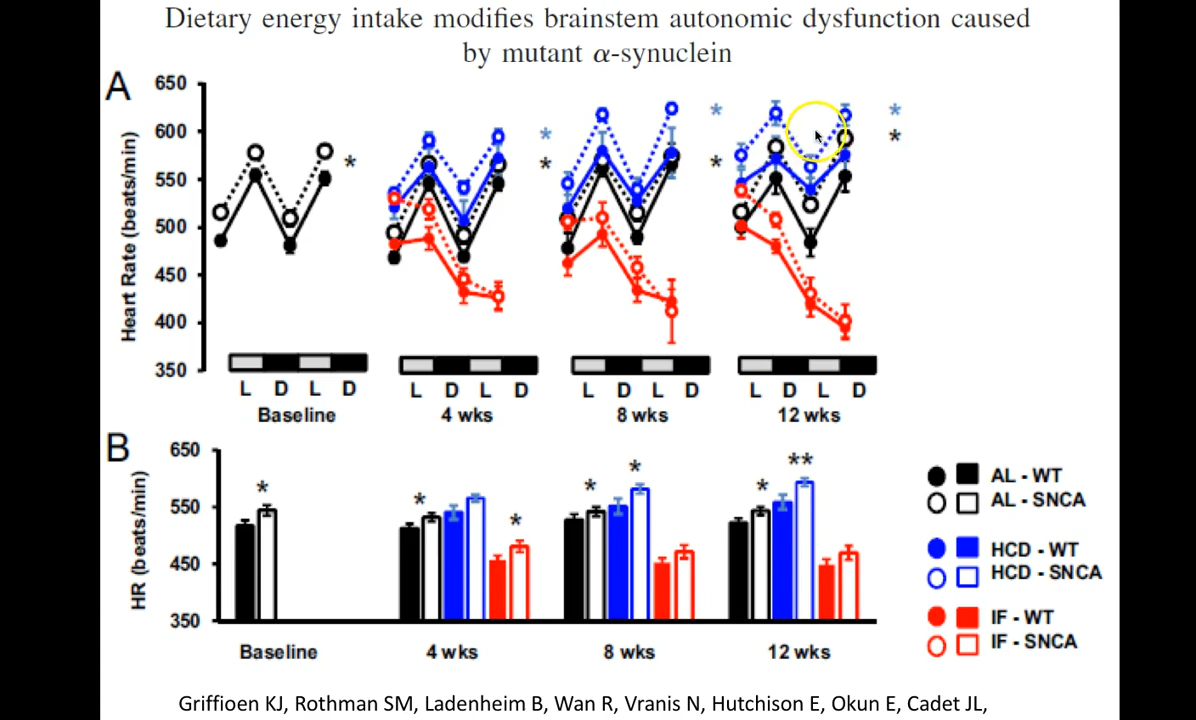 Dietary energy intake modifies brainstem autonomic dysfunction caused
by mutant α-synuclein
A
Heart Rate (beats/min)
650
600
550
500
450
400
350
*
*
*
*
*
*
*
L D L D
L D L D
L D L D
L D L D
Baseline
4 wks
8 wks
12 wks
B
HR (beats/min)
650
550
450
350
*
*
*
*
*
*
**
Baseline
4 wks
8 wks
12 wks
AL - WT
AL - SNCA
HCD - WT
HCD - SNCA
IF - WT
IF - SNCA
Griffioen KJ, Rothman SM, Ladenheim B, Wan R, Vranis N, Hutchison E, Okun E, Cadet JL,